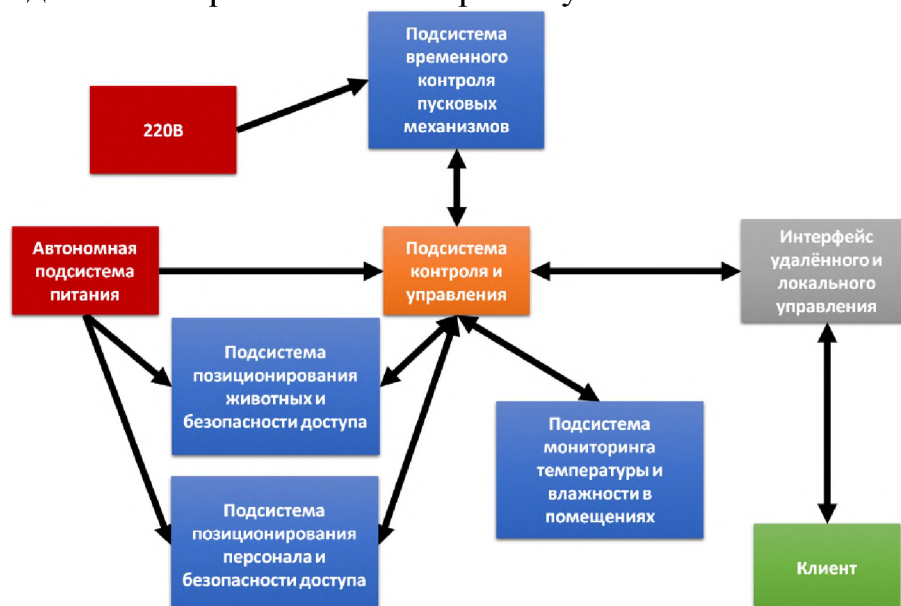 Подсистема
временного
контроля
пусковых
механизмов
220В
Автономная
подсистема
питания
Подсистема
контроля и
управления
Интерфейс
удалённого и
локального
управления
Подсистема
позиционирования
животных и
безопасности доступа
Подсистема
мониторинга
температуры и
влажности в
помещениях
Подсистема
позиционирования
персонала и
безопасности доступа
Клиент